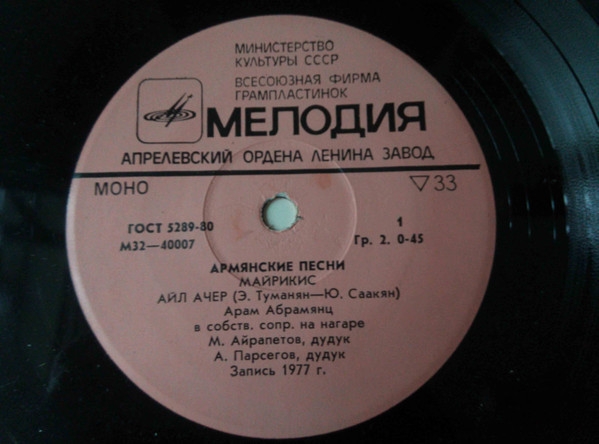 МИНИСТЕРСТВО
КУЛЬТУРЫ СССР
ВСЕСОЮЗНАЯ ФИРМА
ГРАМПЛАСТИНОК
МЕЛОДИЯ
АПРЕЛЕВСКИЙ ОРДЕНА ЛЕНИНА ЗАВОД
МОНО ▽33
ГОСТ 5289-80 1
М32—40007 Гр. 2. 0-45
АРМЯНСКИЕ ПЕСНИ
МАЙРИКИС
АЙЛ АЧЕР (Э. Туманян—Ю. Саакян)
Арам Абрамянц
в собств. сопр. на нагаре
М. Айрапетов, дудук
А. Парсегов, дудук
Запись 1977 г.